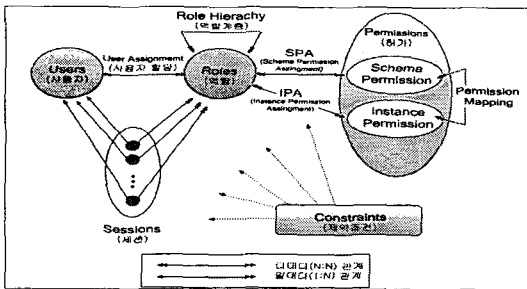 Role Hierachy
(역할계층)
Permissions
(허가)
User Assignment
(사용자 할당)
SPA
(Scheme Permission
Assingment)
Users
(사용자)
Roles
(역할)
Schema
Permission
IPA
(Instance Permission
Assingment)
Permission
Mapping
Instance
Permission
Sessions
(세션)
Constraints
(제약조건)
다대다(N:N) 관계
일대다(1:N) 관계